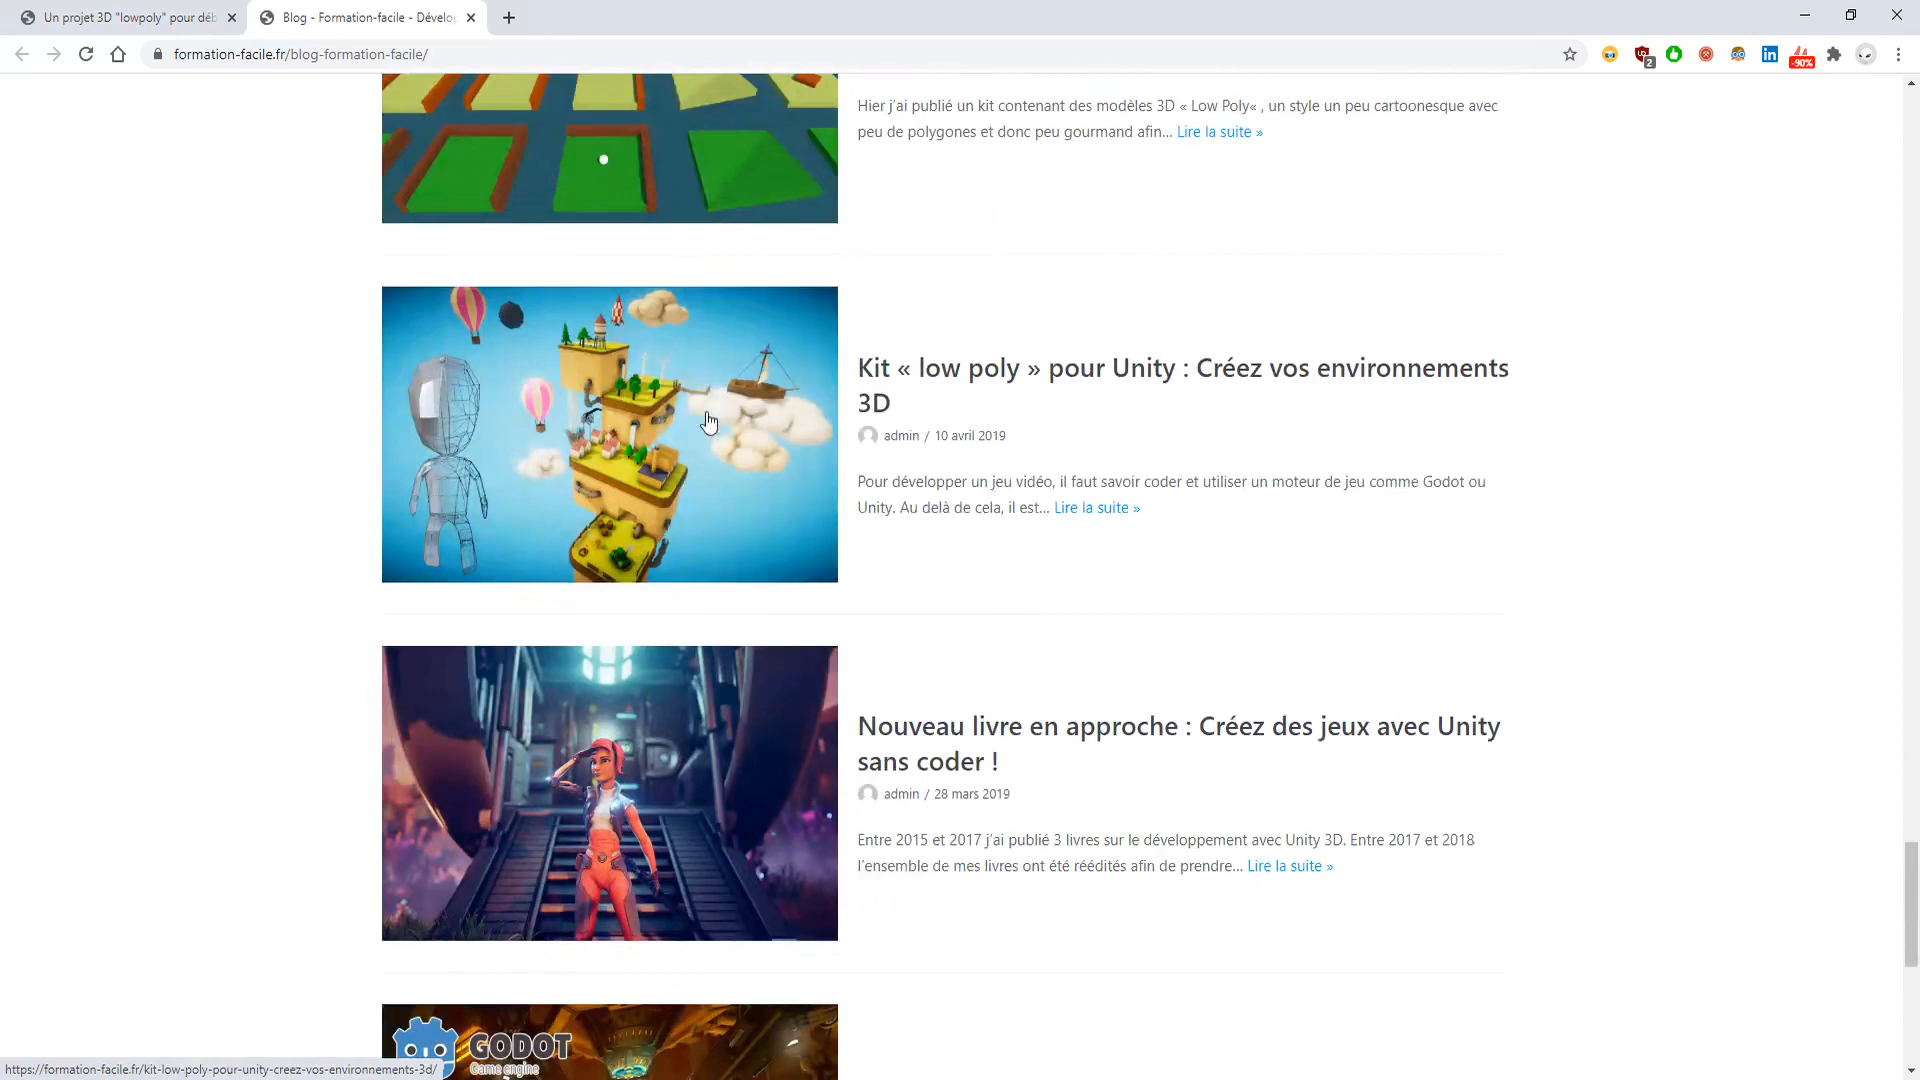 Un projet 3D "lowpoly" pour déb
Blog - Formation-facile - Dévelop
formation-facile.fr/blog-formation-facile/
2
-90%
Hier j’ai publié un kit contenant des modèles 3D « Low Poly« , un style un peu cartoonesque avec
peu de polygones et donc peu gourmand afin... Lire la suite »
Kit « low poly » pour Unity : Créez vos environnements
3D
admin / 10 avril 2019
Pour développer un jeu vidéo, il faut savoir coder et utiliser un moteur de jeu comme Godot ou
Unity. Au delà de cela, il est... Lire la suite »
Nouveau livre en approche : Créez des jeux avec Unity
sans coder !
admin / 28 mars 2019
Entre 2015 et 2017 j’ai publié 3 livres sur le développement avec Unity 3D. Entre 2017 et 2018
l’ensemble de mes livres ont été réédités afin de prendre... Lire la suite »
GODOT
Game engine
https://formation-facile.fr/kit-low-poly-pour-unity-creez-vos-environnements-3d/